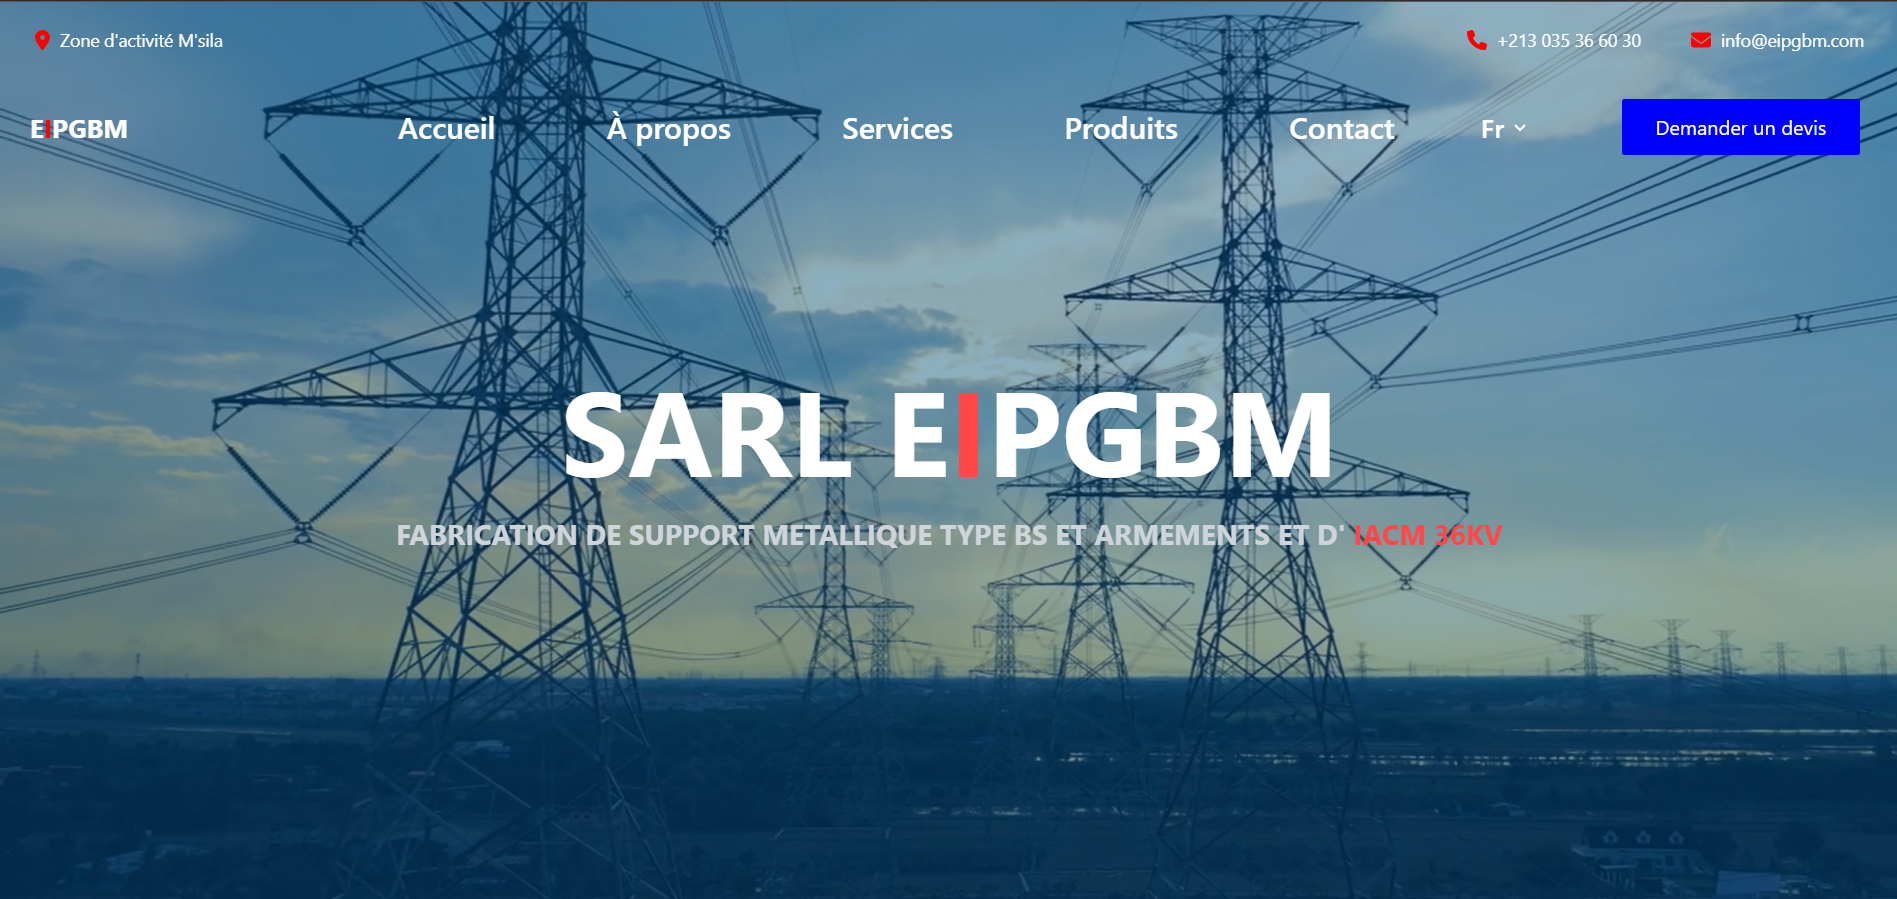 Zone d'activité M'sila
+213 035 36 60 30
info@eipgbm.com
EIPGBM
Accueil
À propos
Services
Produits
Contact
Fr
Demander un devis
SARL EIPGBM
FABRICATION DE SUPPORT METALLIQUE TYPE BS ET ARMEMENTS ET D' IACM 36KV